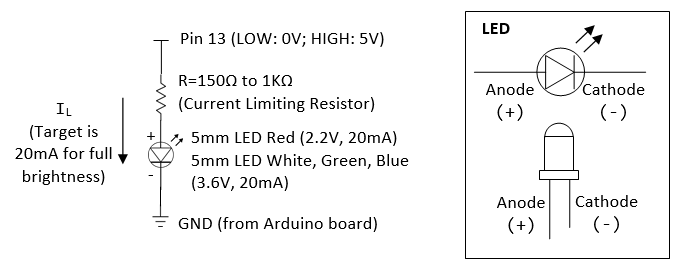 Pin 13 (LOW: 0V; HIGH: 5V)
R=150Ω to 1KΩ
(Current Limiting Resistor)
I_L
(Target is
20mA for full
brightness)
+
5mm LED Red (2.2V, 20mA)
5mm LED White, Green, Blue
(3.6V, 20mA)
-
GND (from Arduino board)
LED
Anode
(+)
Cathode
(-)
Anode
(+)
Cathode
(-)